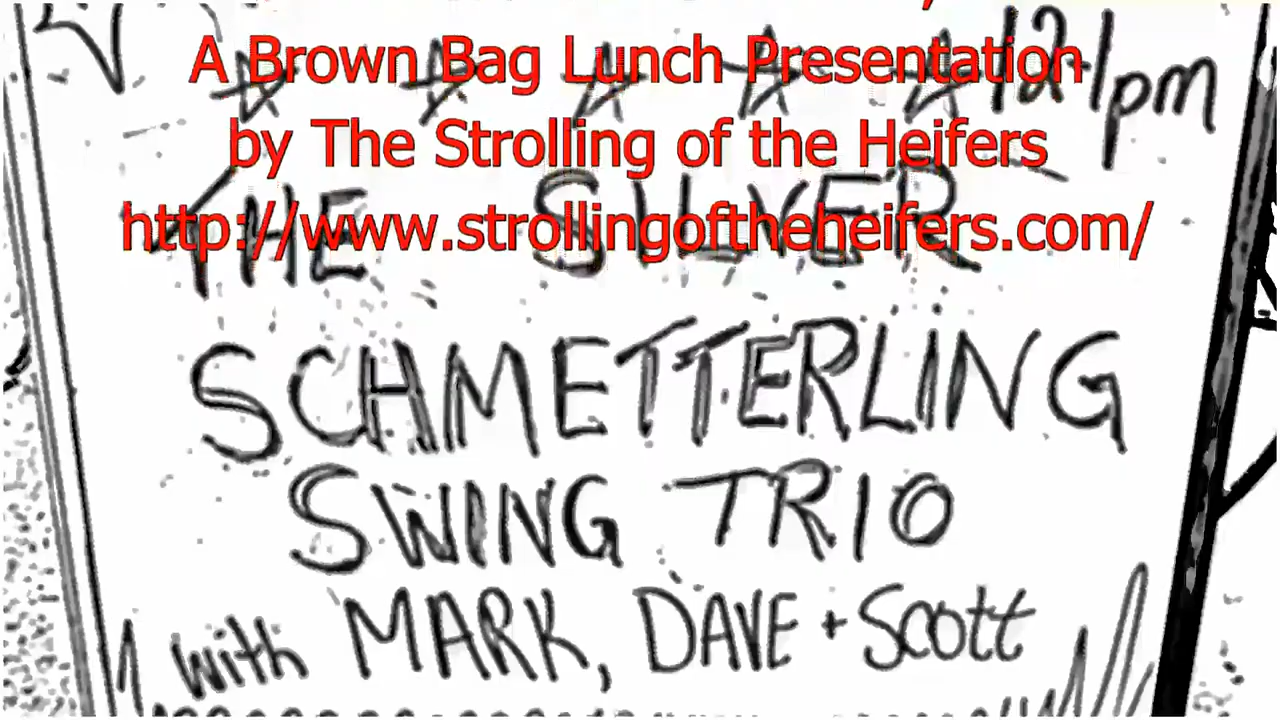 A Brown Bag Lunch Presentation
12-1pm
by The Strolling of the Heifers
THE SILVER
http://www.strollingoftheheifers.com/
SCHMETTERLING
SWING TRIO
with MARK, DAVE + Scott